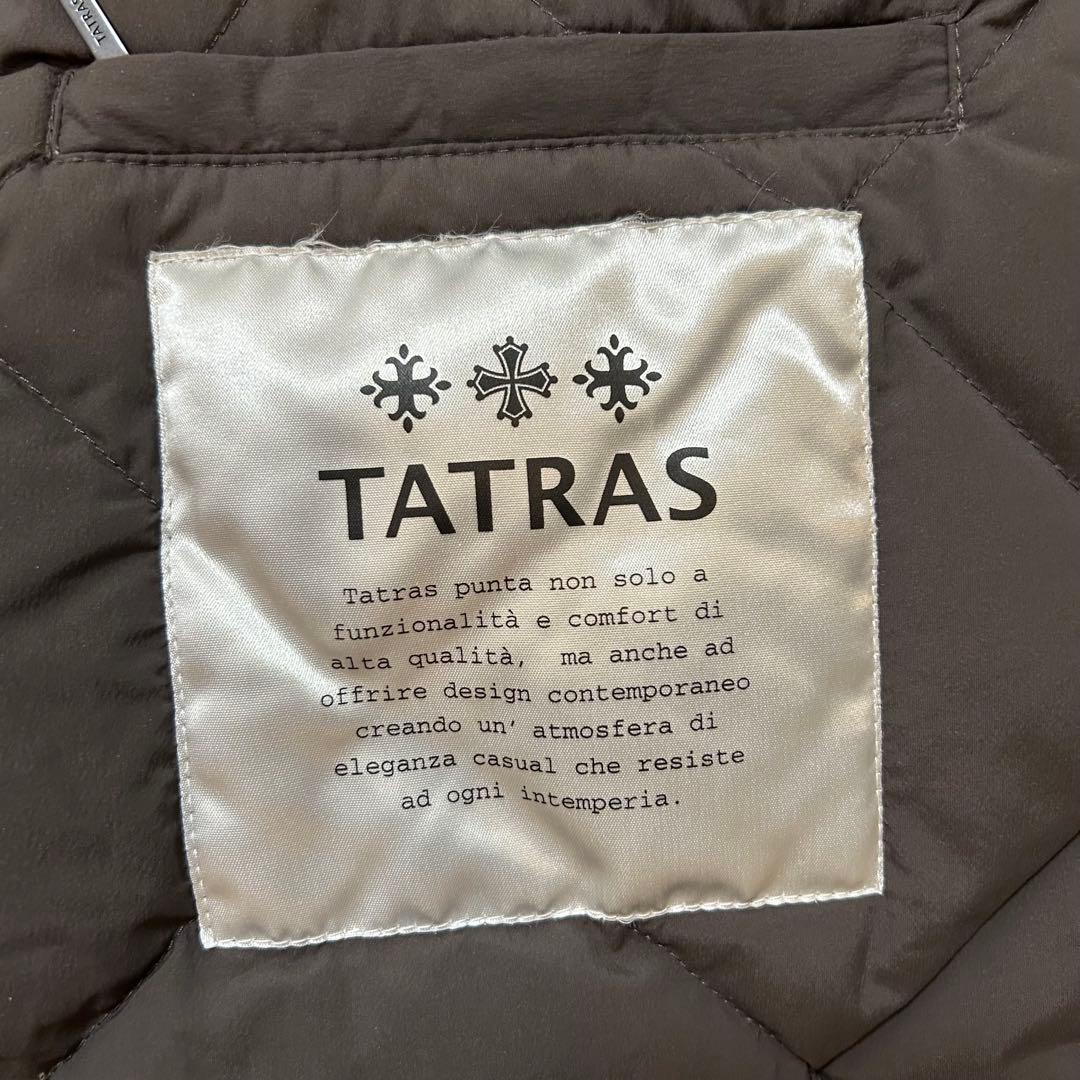 TATRAS
TATRAS
Tatras punta non solo a
funzionalità e comfort di
alta qualità, ma anche ad
offrire design contemporaneo
creando un' atmosfera di
eleganza casual che resiste
ad ogni intemperia.